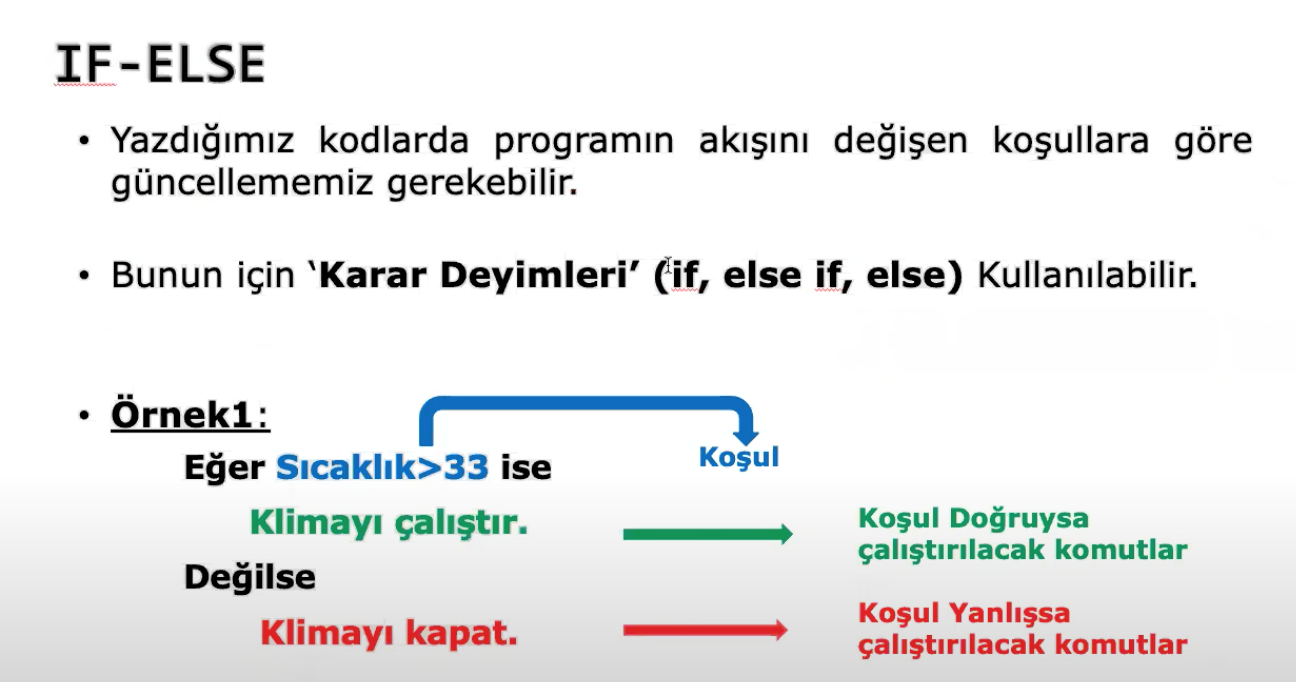 IF-ELSE
• Yazdığımız kodlarda programın akışını değişen koşullara göre
güncellememiz gerekebilir.
• Bunun için ‘Karar Deyimleri’ (if, else if, else) Kullanılabilir.
• Örnek1:
Eğer Sıcaklık>33 ise
Koşul
Klimayı çalıştır.
Koşul Doğruysa
çalıştırılacak komutlar
Değilse
Klimayı kapat.
Koşul Yanlışsa
çalıştırılacak komutlar